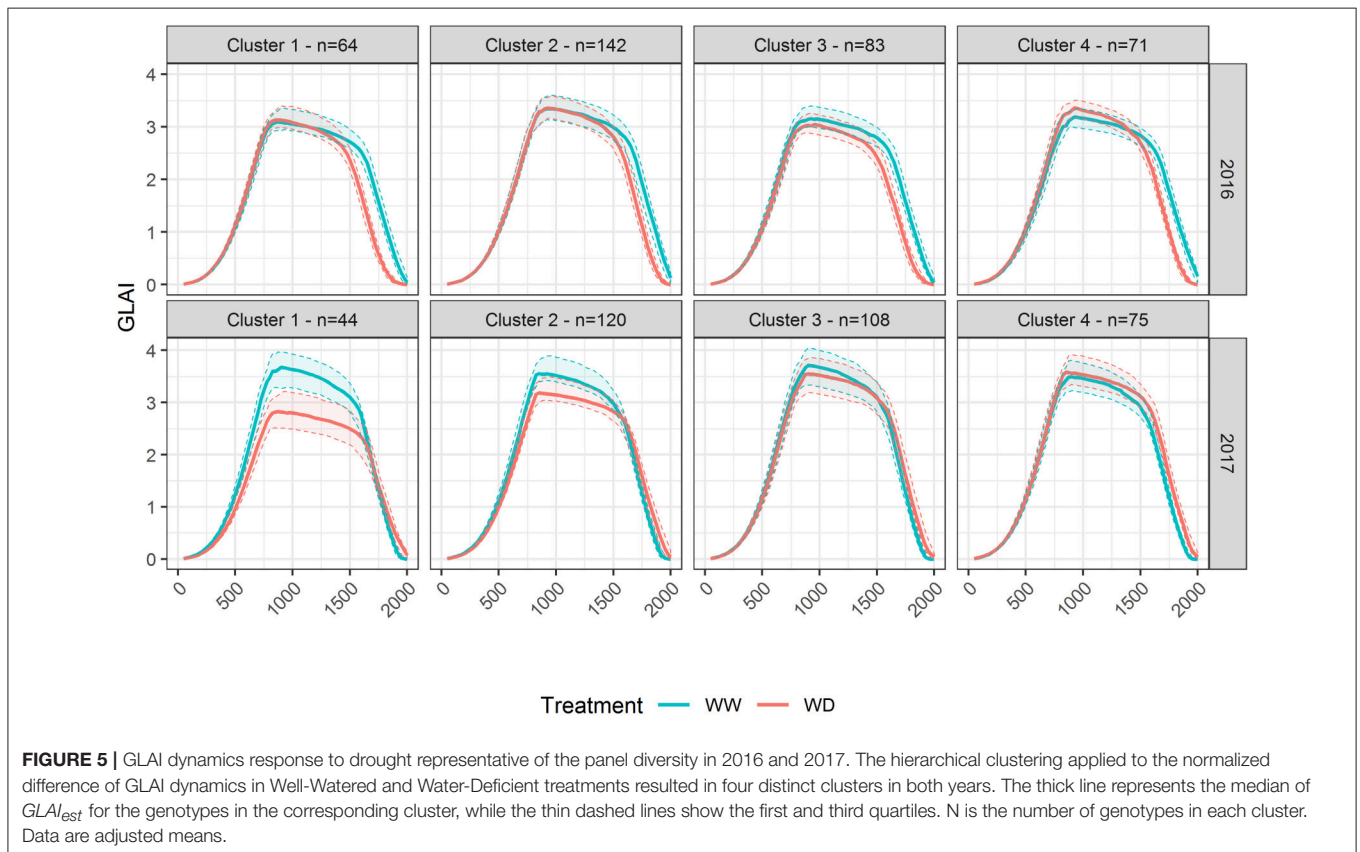 Cluster 1 - n=64
Cluster 2 - n=142
Cluster 3 - n=83
Cluster 4 - n=71
4
3
2
1
0
2016
GLAI
Cluster 1 - n=44
Cluster 2 - n=120
Cluster 3 - n=108
Cluster 4 - n=75
4
3
2
1
0
2017
0 500 1000 1500 2000
0 500 1000 1500 2000
0 500 1000 1500 2000
0 500 1000 1500 2000
Treatment WW WD
FIGURE 5 | GLAI dynamics response to drought representative of the panel diversity in 2016 and 2017. The hierarchical clustering applied to the normalized
difference of GLAI dynamics in Well-Watered and Water-Deficient treatments resulted in four distinct clusters in both years. The thick line represents the median of
GLAIest for the genotypes in the corresponding cluster, while the thin dashed lines show the first and third quartiles. N is the number of genotypes in each cluster.
Data are adjusted means.